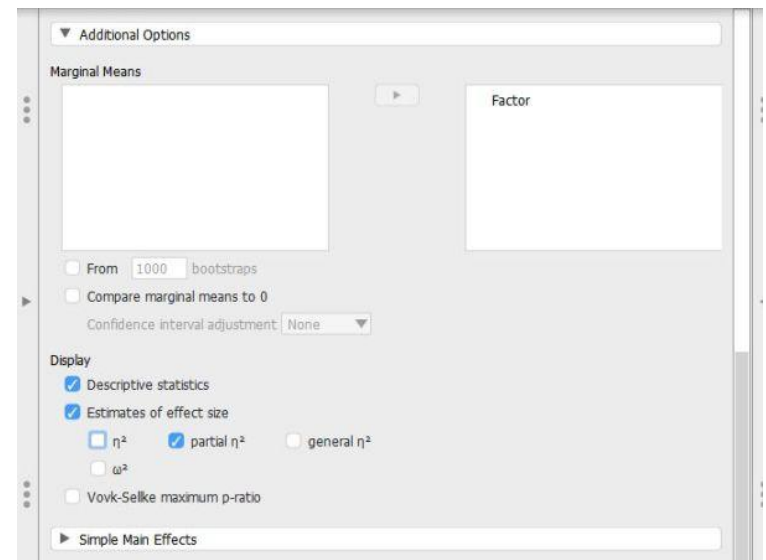 Additional Options
Marginal Means
Factor
From 1000 bootstraps
Compare marginal means to 0
Confidence interval adjustment None
Display
Descriptive statistics
Estimates of effect size
η² partial η² general η²
ω²
Vovk-Sellke maximum p-ratio
Simple Main Effects